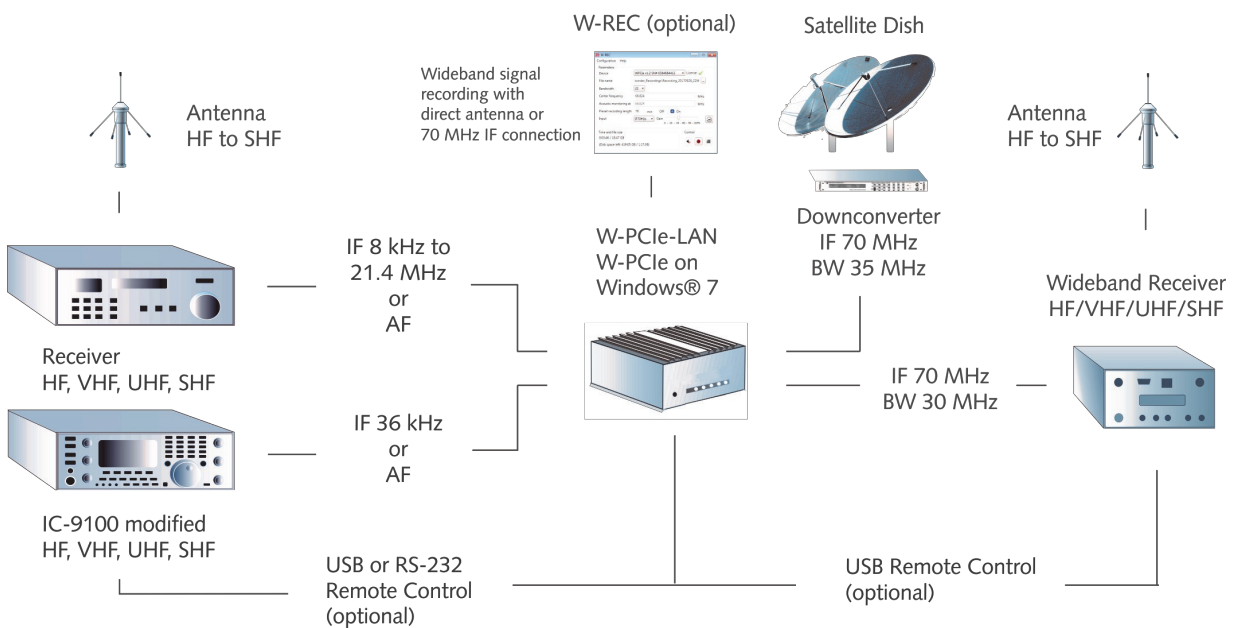 W-REC (optional)
Satellite Dish
Wideband signal
recording with
direct antenna or
70 MHz IF connection
Antenna
HF to SHF
Antenna
HF to SHF
W-PCIe-LAN
W-PCIe on
Windows® 7
Downconverter
IF 70 MHz
BW 35 MHz
IF 8 kHz to
21.4 MHz
or
AF
Wideband Receiver
HF/VHF/UHF/SHF
Receiver
HF, VHF, UHF, SHF
IF 70 MHz
BW 30 MHz
IF 36 kHz
or
AF
IC-9100 modified
HF, VHF, UHF, SHF
USB or RS-232
Remote Control
(optional)
USB Remote Control
(optional)